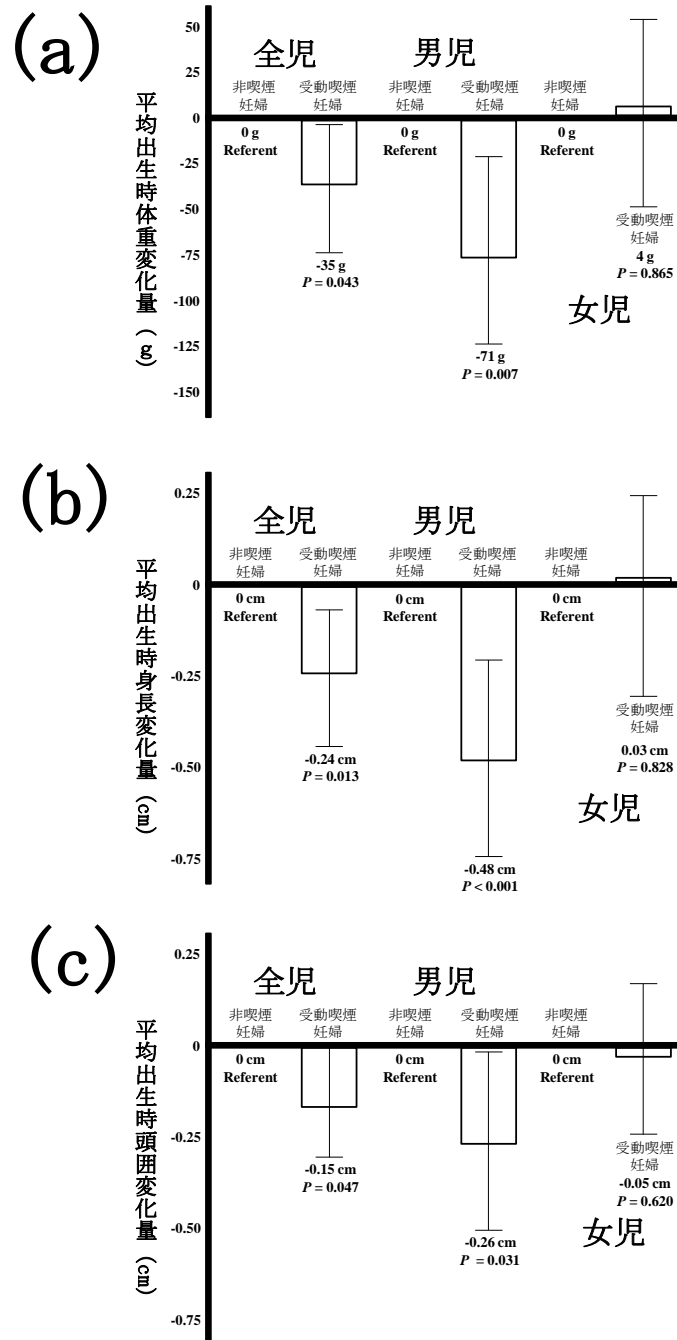 (a)
平均出生時体重変化量（g）
50
25
0
-25
-50
-75
-100
-125
-150
全児
男児
非喫煙
妊婦
受動喫煙
妊婦
非喫煙
妊婦
受動喫煙
妊婦
非喫煙
妊婦
0 g
Referent
0 g
Referent
0 g
Referent
-35 g
P = 0.043
-71 g
P = 0.007
受動喫煙
妊婦
4 g
P = 0.865
女児
(b)
平均出生時身長変化量（cm）
0.25
0
-0.25
-0.50
-0.75
全児
男児
非喫煙
妊婦
受動喫煙
妊婦
非喫煙
妊婦
受動喫煙
妊婦
非喫煙
妊婦
0 cm
Referent
0 cm
Referent
0 cm
Referent
-0.24 cm
P = 0.013
-0.48 cm
P < 0.001
受動喫煙
妊婦
0.03 cm
P = 0.828
女児
(c)
平均出生時頭囲変化量（cm）
0.25
0
-0.25
-0.50
-0.75
全児
男児
非喫煙
妊婦
受動喫煙
妊婦
非喫煙
妊婦
受動喫煙
妊婦
非喫煙
妊婦
0 cm
Referent
0 cm
Referent
0 cm
Referent
-0.15 cm
P = 0.047
-0.26 cm
P = 0.031
受動喫煙
妊婦
-0.05 cm
P = 0.620
女児